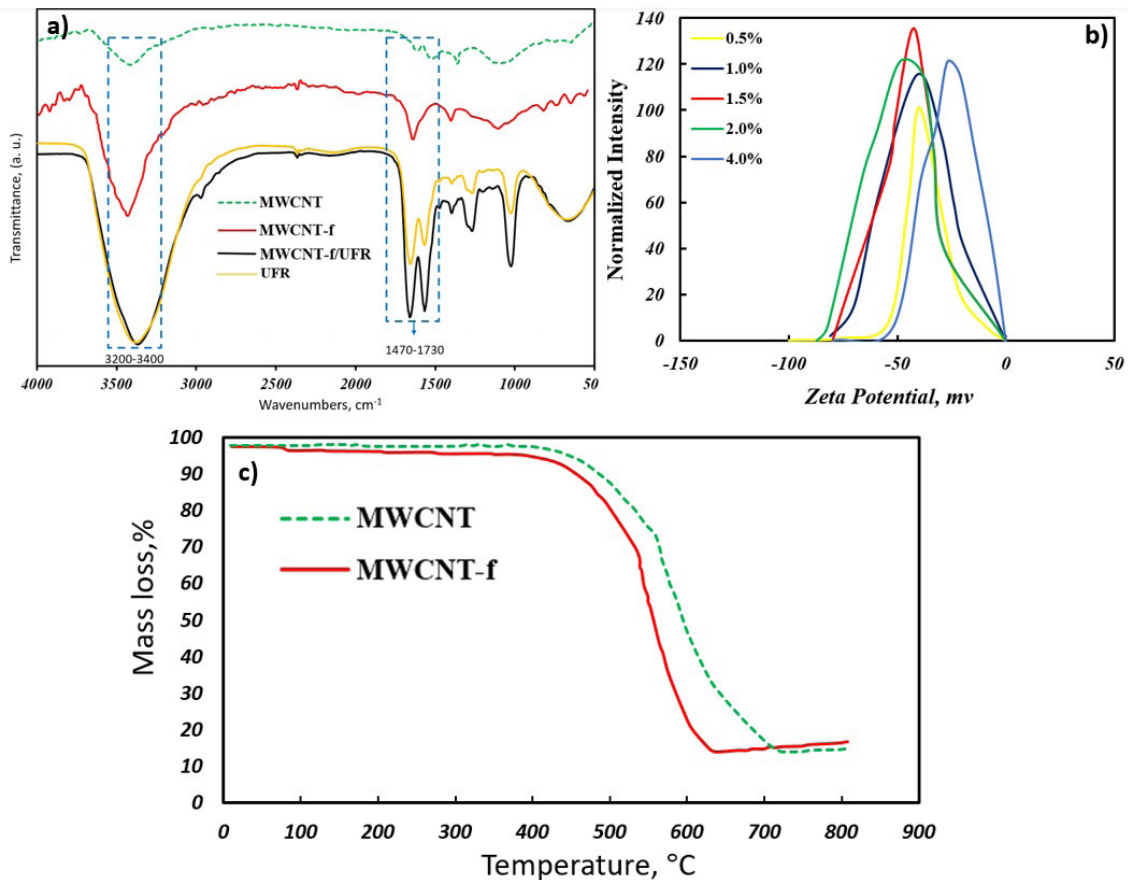 a)
Transmittance, (a. u.)
MWCNT
MWCNT-f
MWCNT-f/UFR
UFR
3200-3400
1470-1730
4000 3500 3000 2500 2000 1500 1000 50
Wavenumbers, cm-1
b)
0.5%
1.0%
1.5%
2.0%
4.0%
Normalized Intensity
140
120
100
80
60
40
20
0
-150 -100 -50 0 50
Zeta Potential, mv
c)
MWCNT
MWCNT-f
Mass loss,%
100
90
80
70
60
50
40
30
20
10
0
0 100 200 300 400 500 600 700 800 900
Temperature, °C